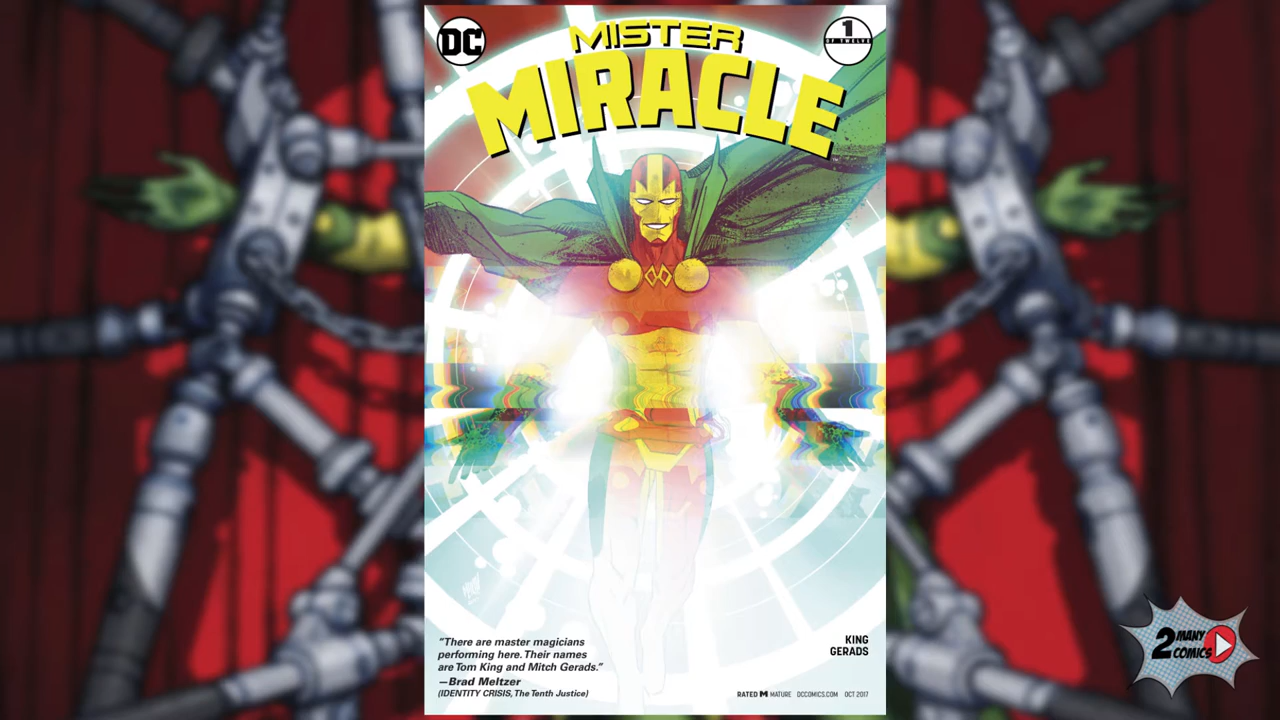 DC
MISTER
MIRACLE
1
OF TWELVE
“There are master magicians
performing here. Their names
are Tom King and Mitch Gerads.”
—Brad Meltzer
(IDENTITY CRISIS, The Tenth Justice)
KING
GERADS
RATED M MATURE DCCOMICS.COM OCT 2017
2 MANY
COMICS